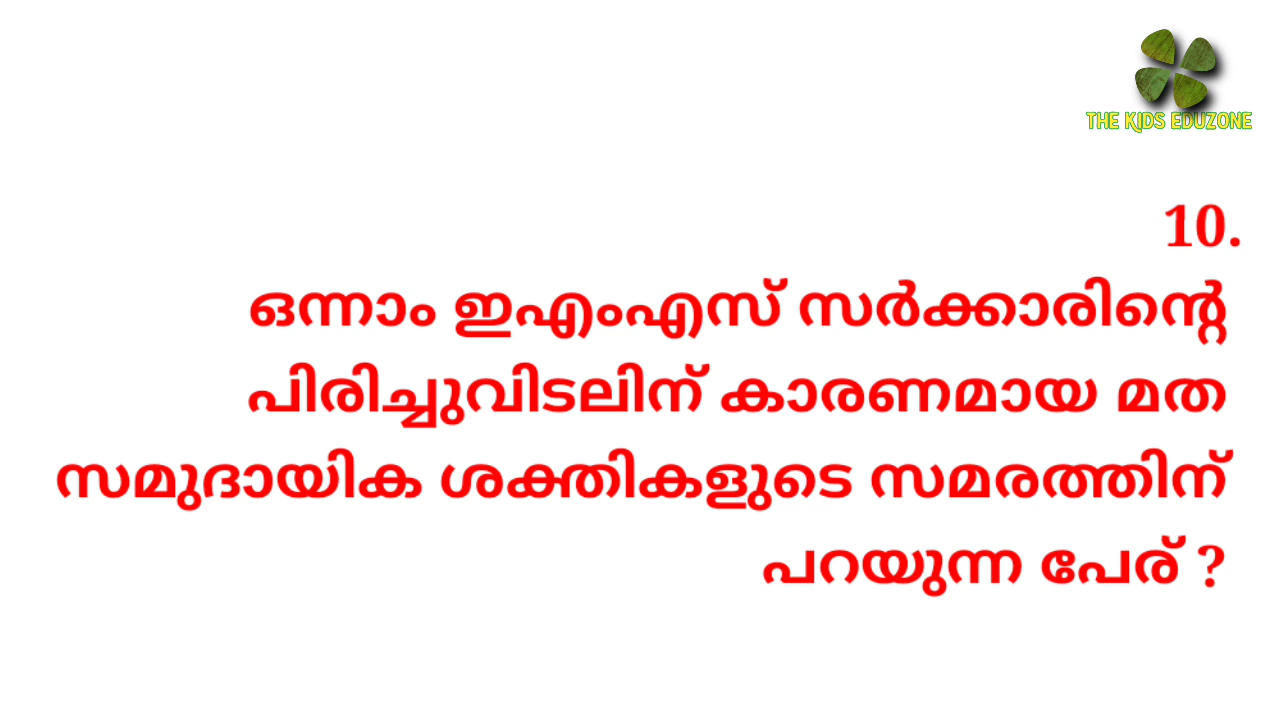 THE KIDS EDUZONE
10.
ഒന്നാം ഇഎംഎസ് സർക്കാരിന്റെ
പിരിച്ചുവിടലിന് കാരണമായ മത
സമുദായിക ശക്തികളുടെ സമരത്തിന്
പറയുന്ന പേര് ?